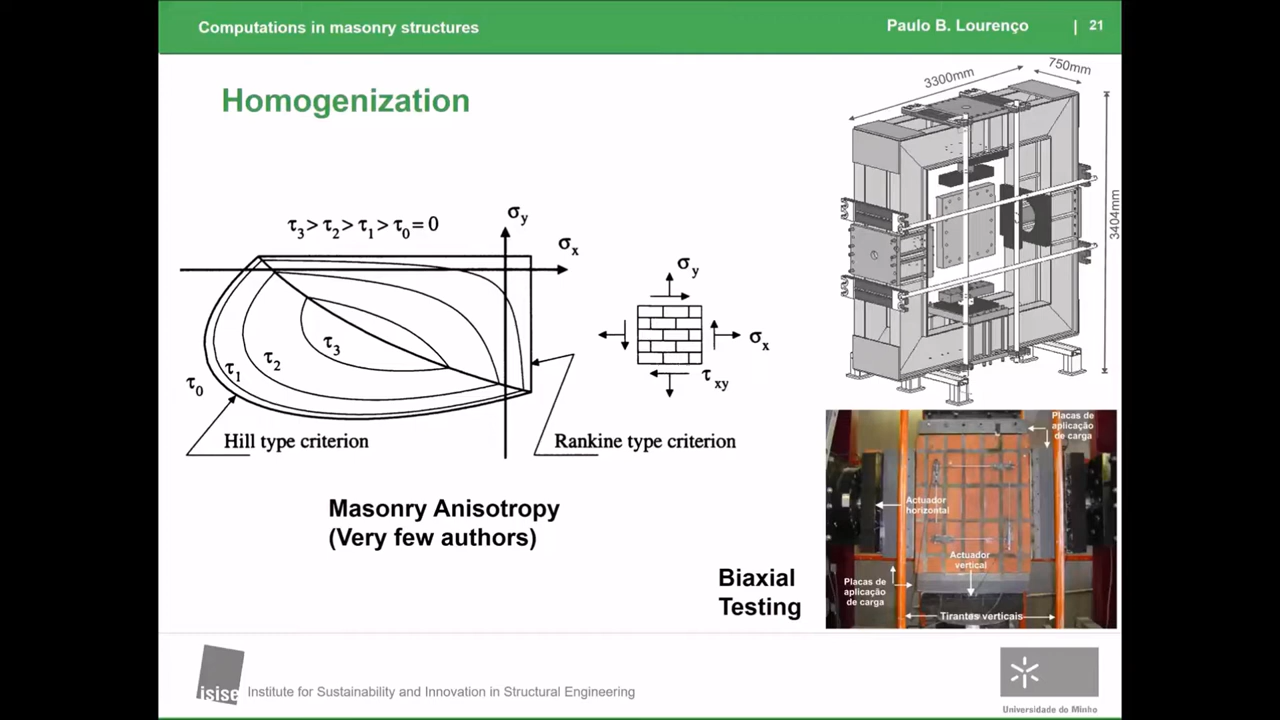 Computations in masonry structures
Paulo B. Lourenço | 21
Homogenization
τ3 > τ2 > τ1 > τ0 = 0
σy
σx
τ3
τ2
τ1
τ0
Hill type criterion
Rankine type criterion
σy
σx
τxy
Masonry Anisotropy
(Very few authors)
Biaxial
Testing
3300mm
750mm
3404mm
Placas de
aplicação
de carga
Actuador
horizontal
Actuador
vertical
Placas de
aplicação
de carga
Tirantes verticais
isise
Institute for Sustainability and Innovation in Structural Engineering
Universidade do Minho